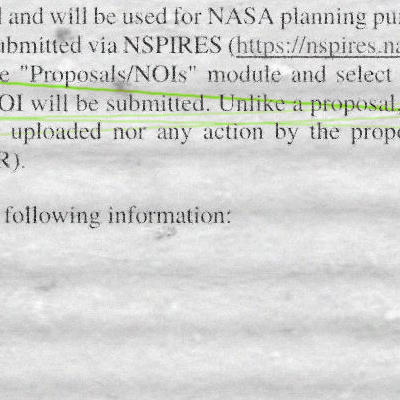 l and will be used for NASA planning pu
ubmitted via NSPIRES (https://nspires.na
e "Proposals/NOIs" module and select
OI will be submitted. Unlike a proposal,
uploaded nor any action by the prop
R).
following information: